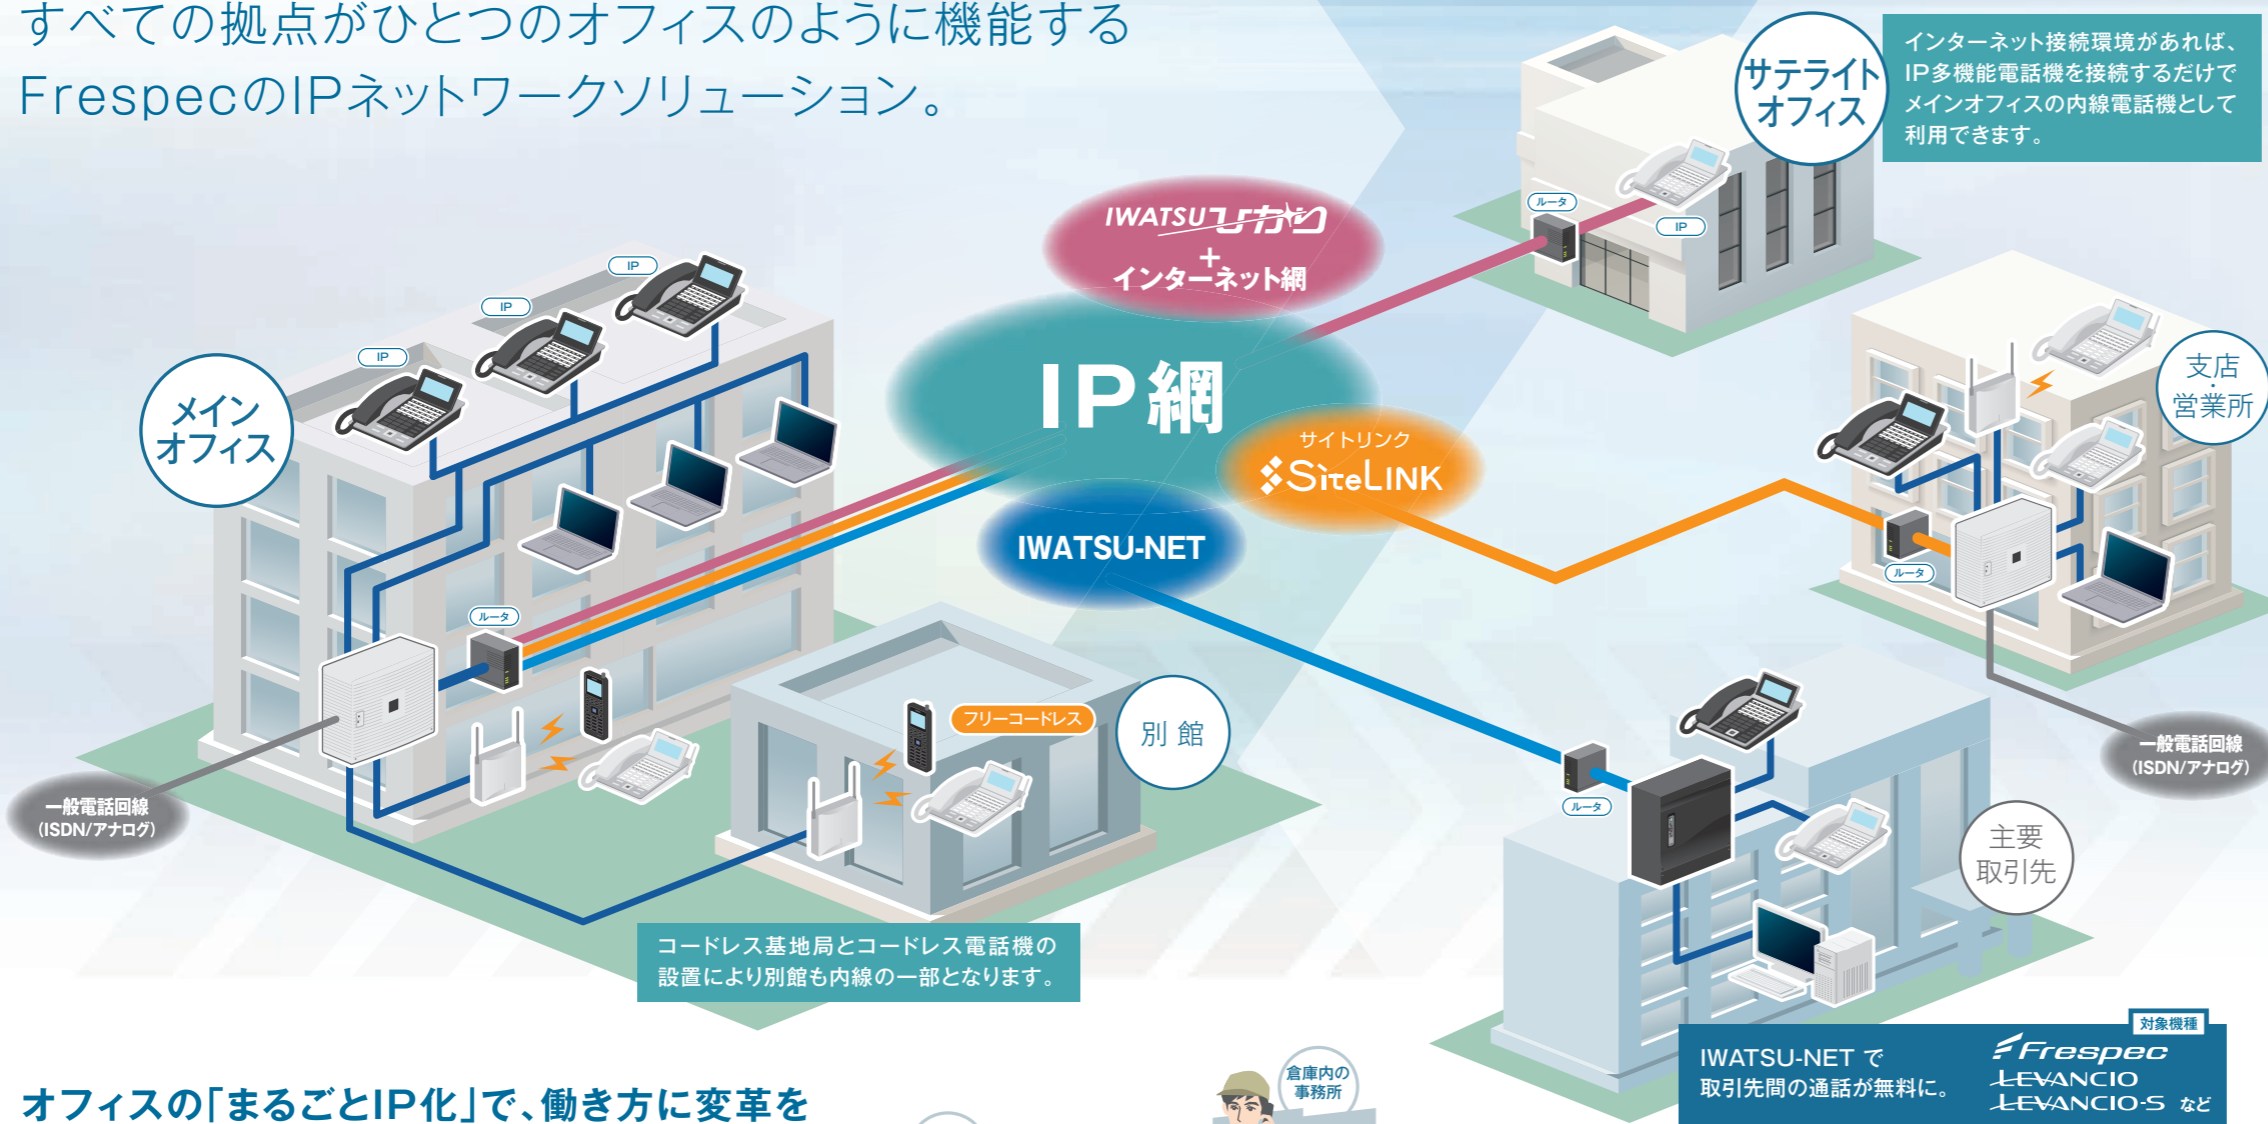 すべての拠点がひとつのオフィスのように機能する
FrespecのIPネットワークソリューション。
サテライト
オフィス
インターネット接続環境があれば、
IP多機能電話機を接続するだけで
メインオフィスの内線電話機として
利用できます。
ルータ
IP
IWATSUひかり
+
インターネット網
IP網
サイトリンク
SiteLINK
IWATSU-NET
メイン
オフィス
IP
IP
IP
ルータ
一般電話回線
(ISDN/アナログ)
フリーコードレス
別館
コードレス基地局とコードレス電話機の
設置により別館も内線の一部となります。
支店
・
営業所
ルータ
一般電話回線
(ISDN/アナログ)
ルータ
主要
取引先
対象機種
IWATSU-NET で
取引先間の通話が無料に。
Frespec
LEVANCIO
LEVANCIO-S など
オフィスの「まるごとIP化」で、働き方に変革を
倉庫内の
事務所